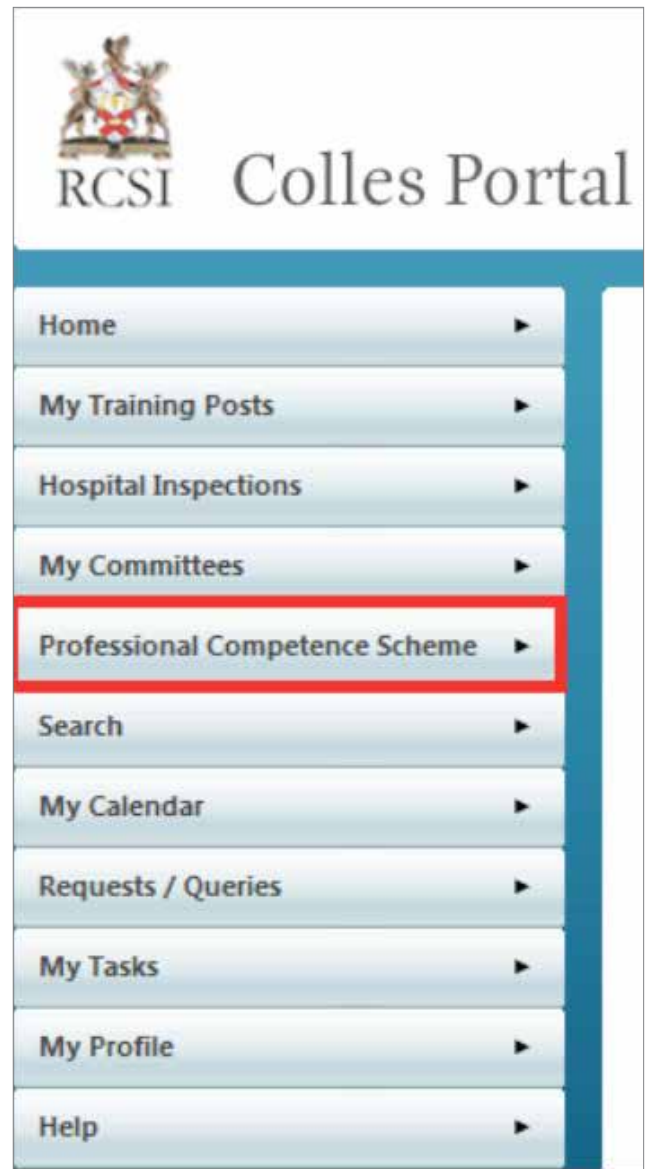 RCSI Colles Portal
Home
My Training Posts
Hospital Inspections
My Committees
Professional Competence Scheme
Search
My Calendar
Requests / Queries
My Tasks
My Profile
Help